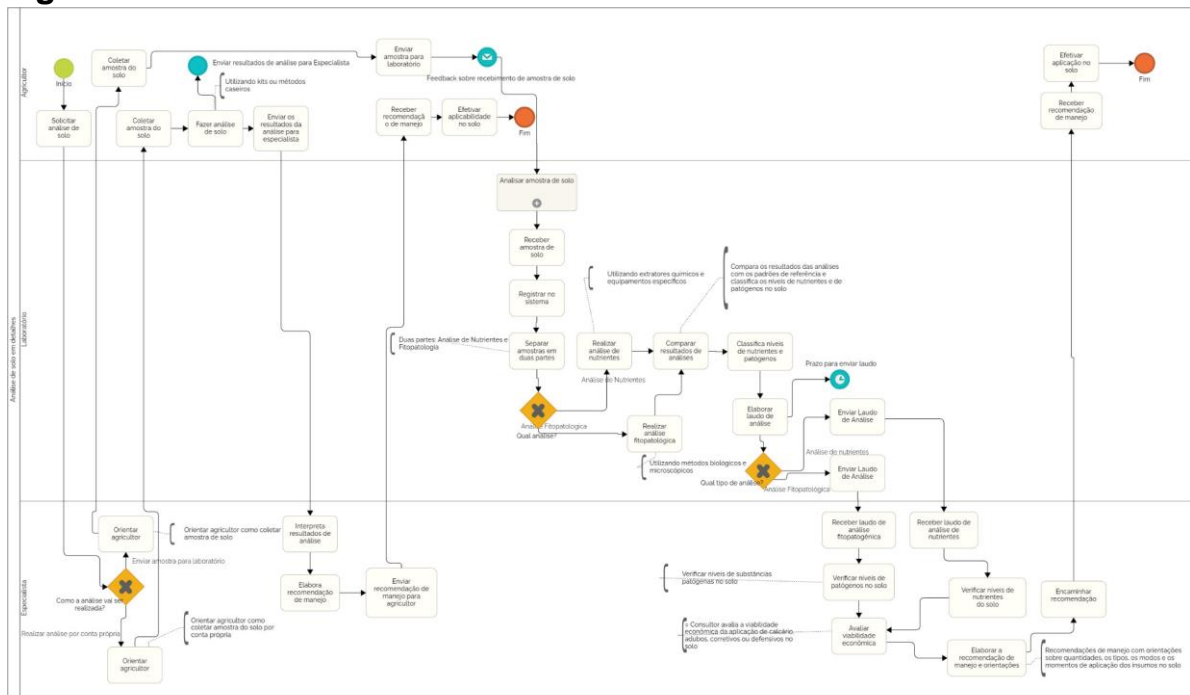 Análise de solo em detalhes
Agricultor
Início
Solicitar
análise de
solo
Coletar
amostra do
solo
Enviar resultados de análise para Especialista
Utilizando kits ou métodos
caseiros
Coletar
amostra do
solo
Fazer análise
de solo
Enviar os
resultados da
análise para
especialista
Enviar
amostra para
laboratório
Feedback sobre recebimento de amostra de solo
Receber
recomendaçã
o de manejo
Efetivar
aplicabilidade
no solo
Fim
Efetivar
aplicação no
solo
Fim
Receber
recomendação
de manejo
Laboratório
Analisar amostra de solo
Receber
amostra de
solo
Registrar no
sistema
Duas partes: Analise de Nutrientes e
Fitopatologia
Separar
amostras em
duas partes
Utilizando extratores químicos e
equipamentos específicos
Compara os resultados das análises
com os padrões de referência e
classifica os níveis de nutrientes e de
patógenos no solo
Realizar
análise de
nutrientes
Comparar
resultados de
análises
Classifica níveis
de nutrientes e
patógenos
Análise de Nutrientes
Analise Fitopatologica
Qual análise?
Realizar
análise
fitopatológica
Utilizando métodos biológicos e
microscópicos
Prazo para enviar laudo
Elaborar
laudo de
análise
Enviar Laudo
de Análise
Análise de nutrientes
Qual tipo de análise?
Análise Fitopatológica
Enviar Laudo
de Análise
Especialista
Orientar
agricultor
Orientar agricultor como coletar
amostra de solo
Enviar amostra para laboratório
Como a análise vai ser
realizada?
Realizar análise por conta própria
Orientar
agricultor
Orientar agricultor como
coletar amostra do solo por
conta própria
Interpreta
resultados de
análise
Elabora
recomendação
de manejo
Enviar
recomendação de
manejo para
agricultor
Receber laudo de
análise
fitopatogênica
Receber laudo de
análise de
nutrientes
Verificar níveis de substâncias
patógenas no solo
Verificar níveis de
patógenos no solo
Verificar níveis de
nutrientes
do solo
Encaminhar
recomendação
Consultor avalia a viabilidade
econômica da aplicação de calcário
adubos, corretivos ou defensivos no
solo
Avaliar
viabilidade
econômica
Elaborar a
recomendação de
manejo e orientações
Recomendações de manejo com orientações
sobre quantidades, os tipos, os modos e os
momentos de aplicação dos insumos no solo